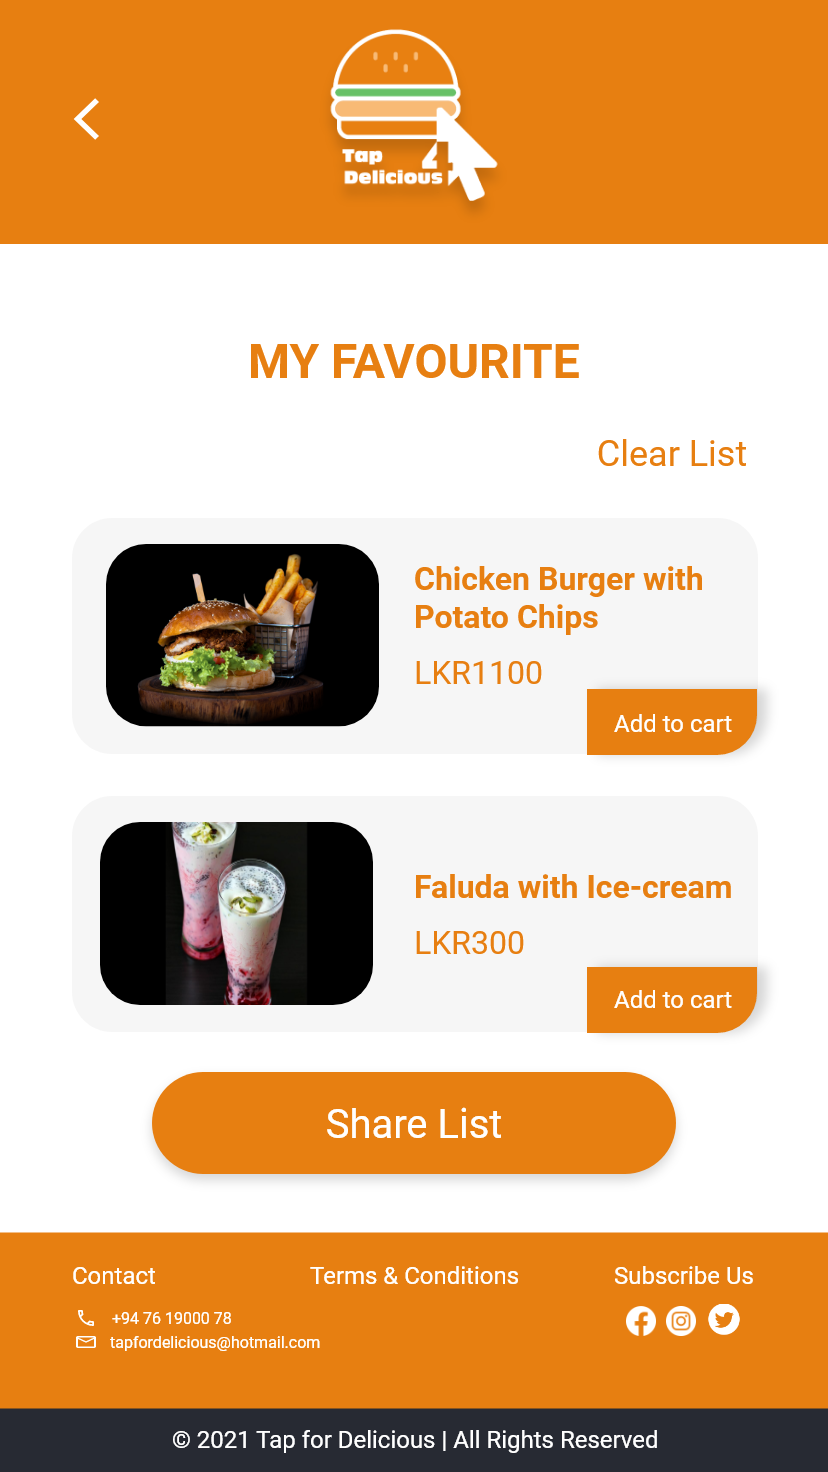 Tap 4
Delicious
MY FAVOURITE
Clear List
Chicken Burger with
Potato Chips
LKR1100
Add to cart
Faluda with Ice-cream
LKR300
Add to cart
Share List
Contact
Terms & Conditions
Subscribe Us
+94 76 19000 78
tapfordelicious@hotmail.com
© 2021 Tap for Delicious | All Rights Reserved